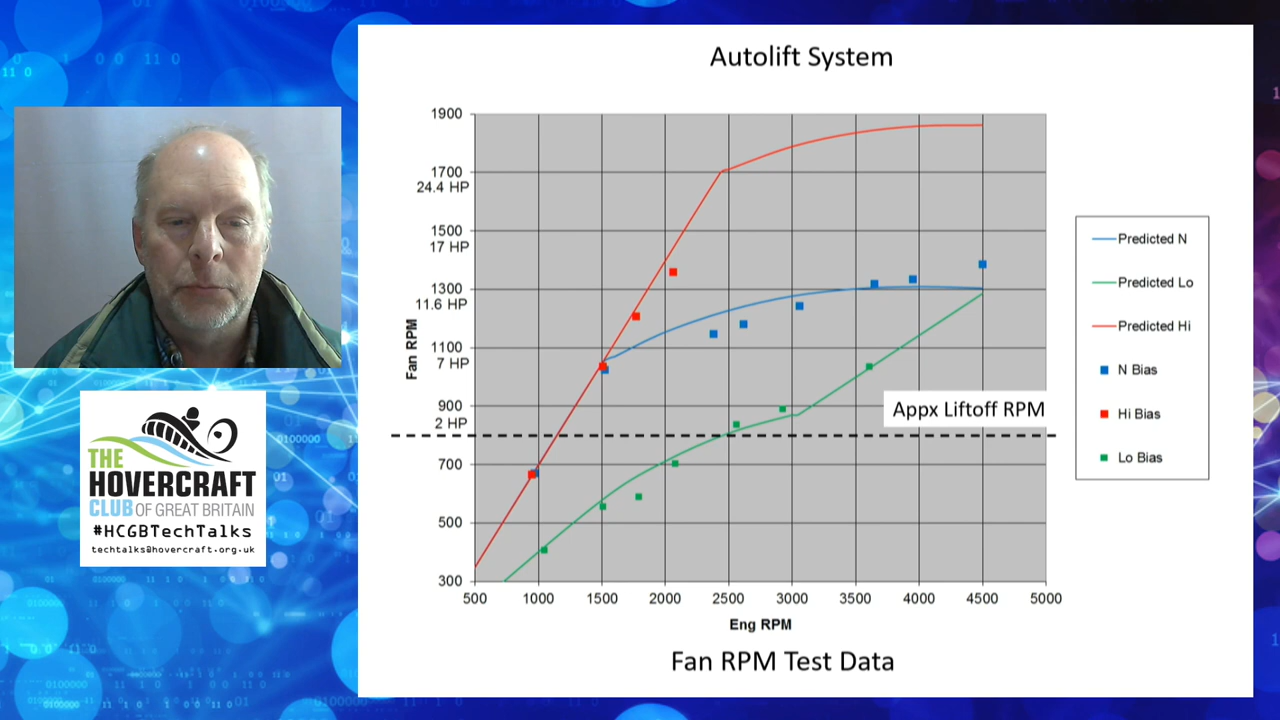 Autolift System
1900
1700
24.4 HP
1500
17 HP
1300
11.6 HP
1100
7 HP
900
2 HP
700
500
300
Fan RPM
500 1000 1500 2000 2500 3000 3500 4000 4500 5000
Eng RPM
Appx Liftoff RPM
Predicted N
Predicted Lo
Predicted Hi
N Bias
Hi Bias
Lo Bias
Fan RPM Test Data
THE
HOVERCRAFT
CLUB OF GREAT BRITAIN
#HCGBTechTalks
techtalks@hovercraft.org.uk